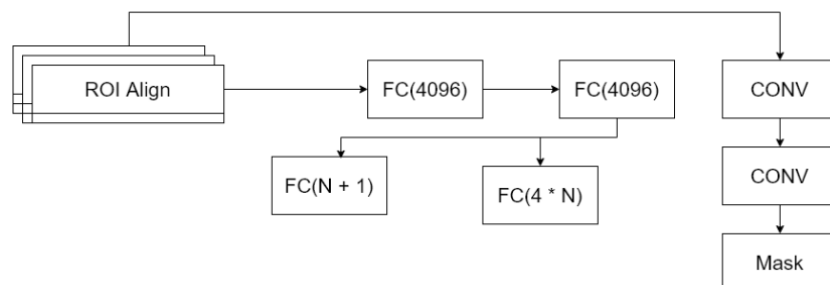 ROI Align
FC(4096)
FC(4096)
CONV
FC(N + 1)
FC(4 * N)
CONV
Mask